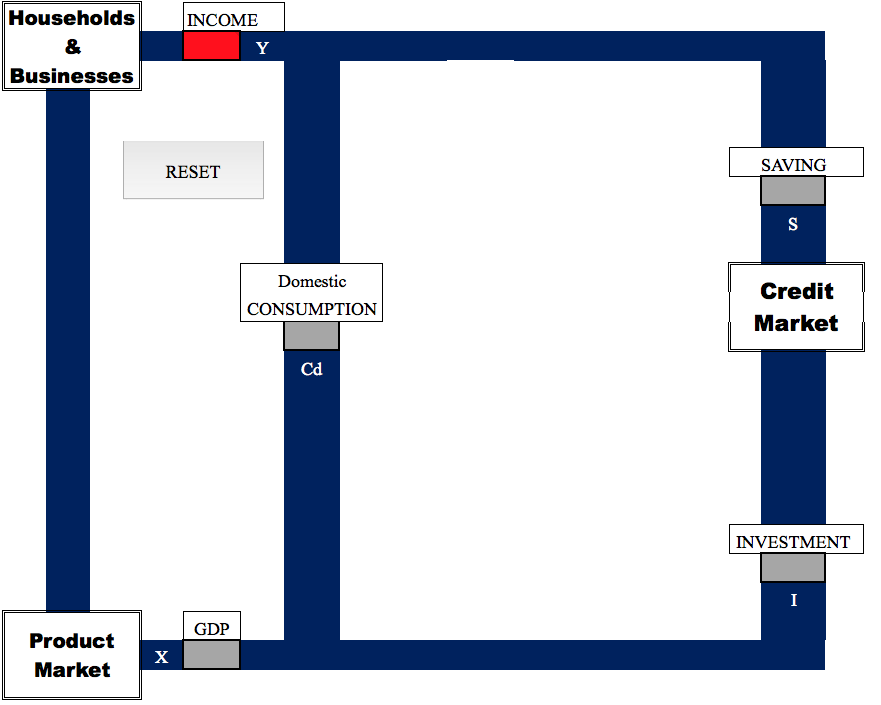 Households
&
Businesses
INCOME
Y
RESET
SAVING
S
Domestic
CONSUMPTION
Cd
Credit
Market
INVESTMENT
I
GDP
X
Product
Market